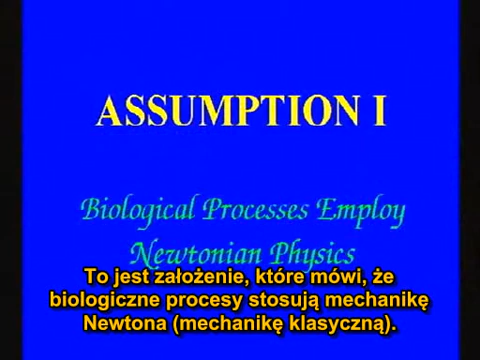 ASSUMPTION I
Biological Processes Employ
Newtonian Physics
To jest założenie, które mówi, że
biologiczne procesy stosują mechanikę
Newtona (mechanikę klasyczną).